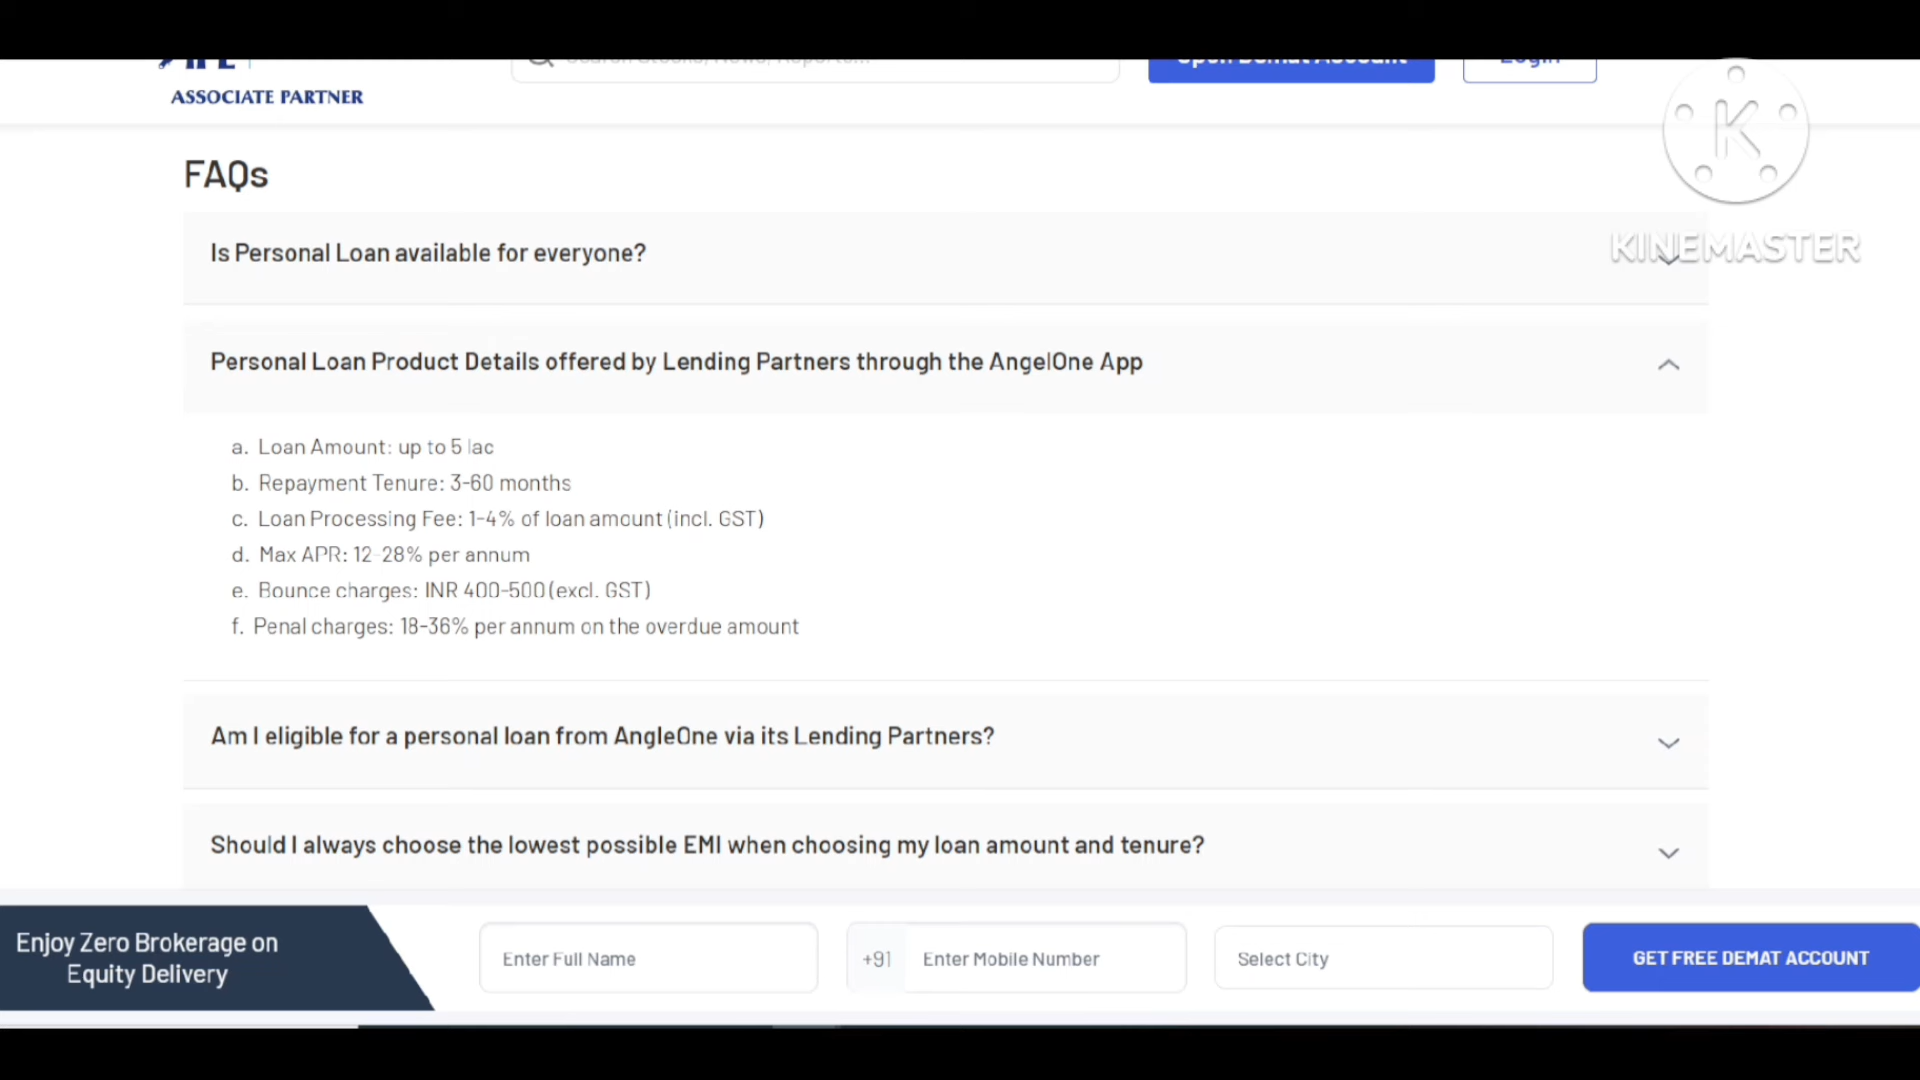 ASSOCIATE PARTNER
Open Demat Account
Login
FAQs
Is Personal Loan available for everyone?
KINEMASTER
Personal Loan Product Details offered by Lending Partners through the AngelOne App
a. Loan Amount: up to 5 lac
b. Repayment Tenure: 3-60 months
c. Loan Processing Fee: 1-4% of loan amount (incl. GST)
d. Max APR: 12-28% per annum
e. Bounce charges: INR 400-500 (excl. GST)
f. Penal charges: 18-36% per annum on the overdue amount
Am I eligible for a personal loan from AngleOne via its Lending Partners?
Should I always choose the lowest possible EMI when choosing my loan amount and tenure?
Enjoy Zero Brokerage on
Equity Delivery
Enter Full Name
+91 Enter Mobile Number
Select City
GET FREE DEMAT ACCOUNT